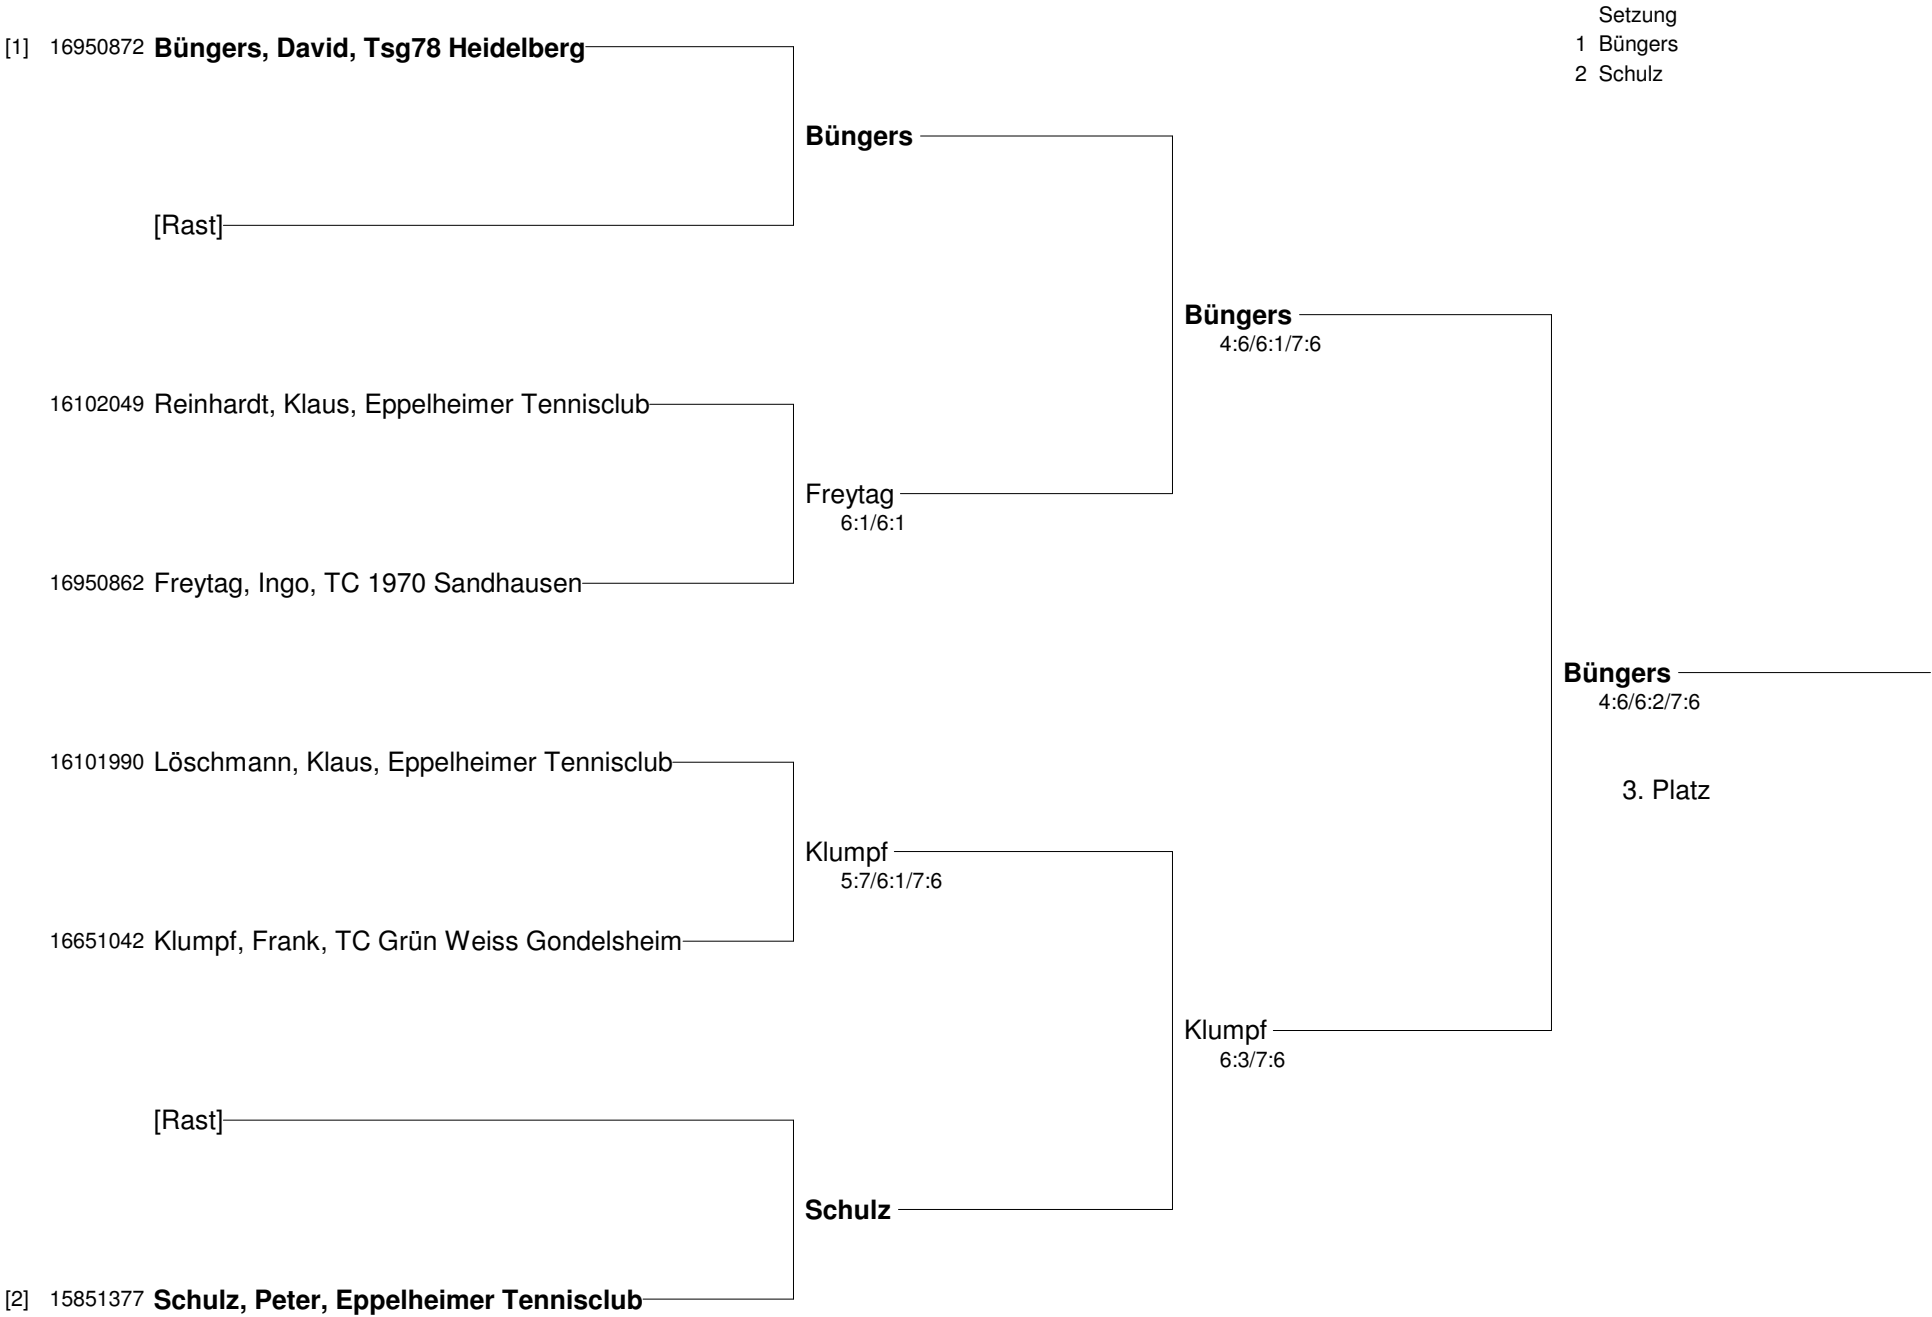 Setzung
1 Büngers
2 Schulz
[1] 16950872 Büngers, David, Tsg78 Heidelberg
Büngers
[Rast]
Büngers
4:6/6:1/7:6
16102049 Reinhardt, Klaus, Eppelheimer Tennisclub
Freytag
6:1/6:1
16950862 Freytag, Ingo, TC 1970 Sandhausen
Büngers
4:6/6:2/7:6
16101990 Löschmann, Klaus, Eppelheimer Tennisclub
3. Platz
Klumpf
5:7/6:1/7:6
16651042 Klumpf, Frank, TC Grün Weiss Gondelsheim
Klumpf
6:3/7:6
[Rast]
Schulz
[2] 15851377 Schulz, Peter, Eppelheimer Tennisclub